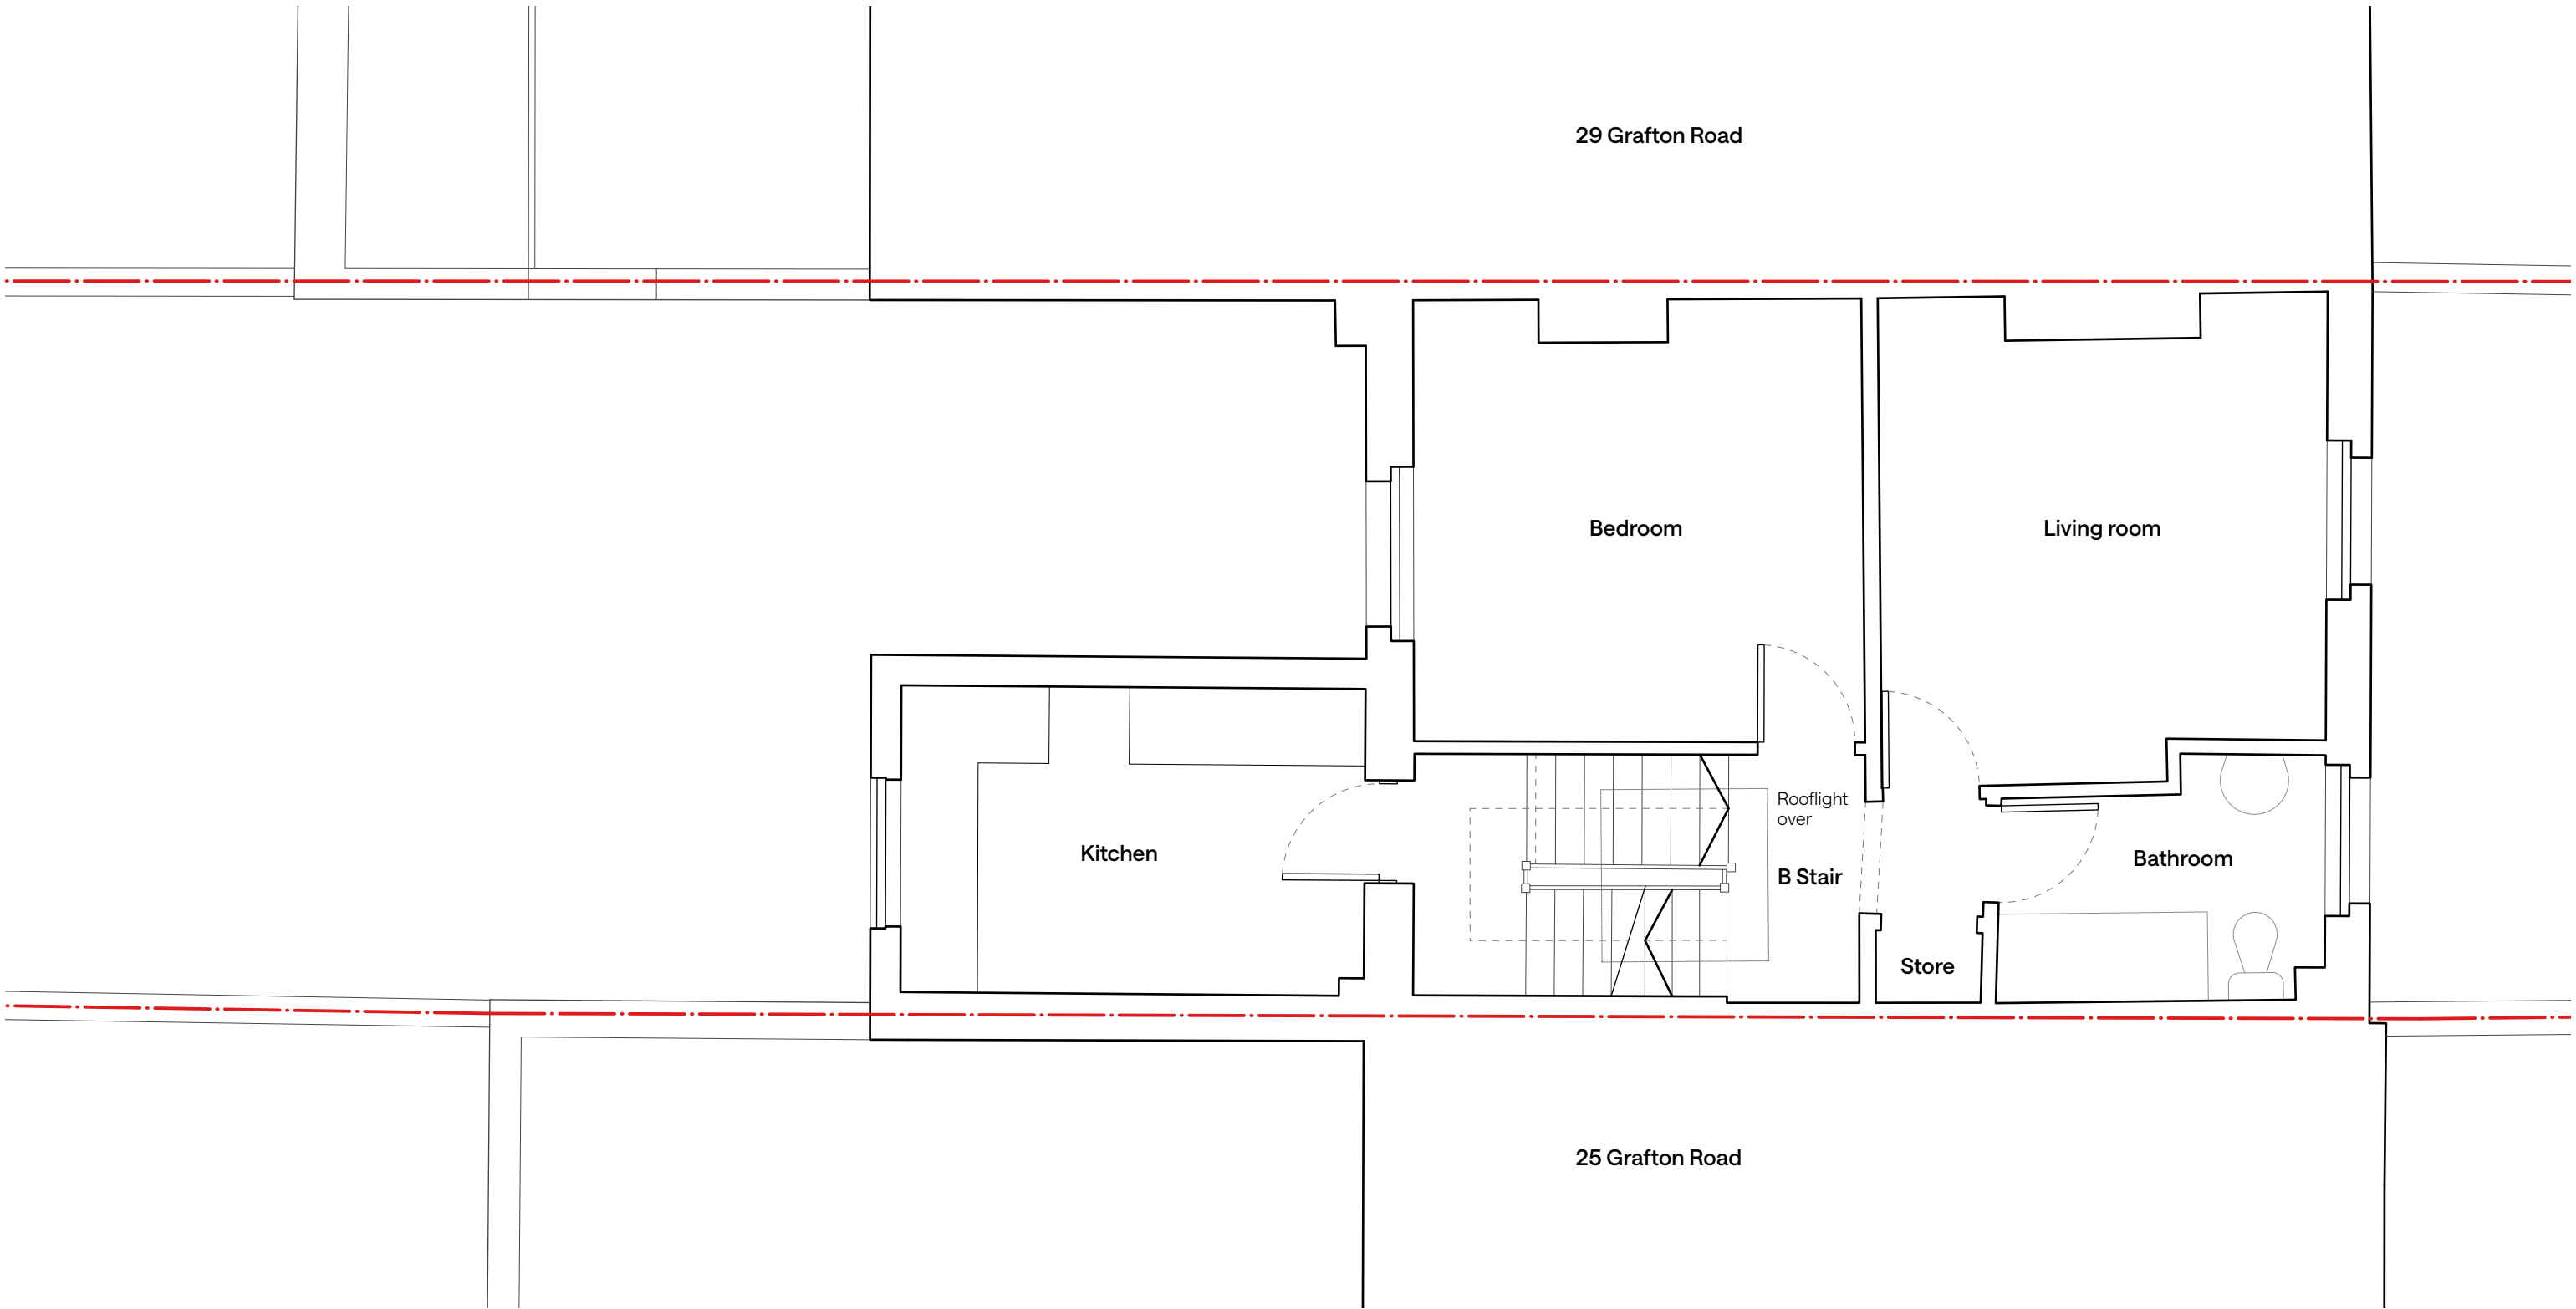 29 Grafton Road
Bedroom
Living room
Rooflight
over
Kitchen
B Stair
Bathroom
Store
25 Grafton Road